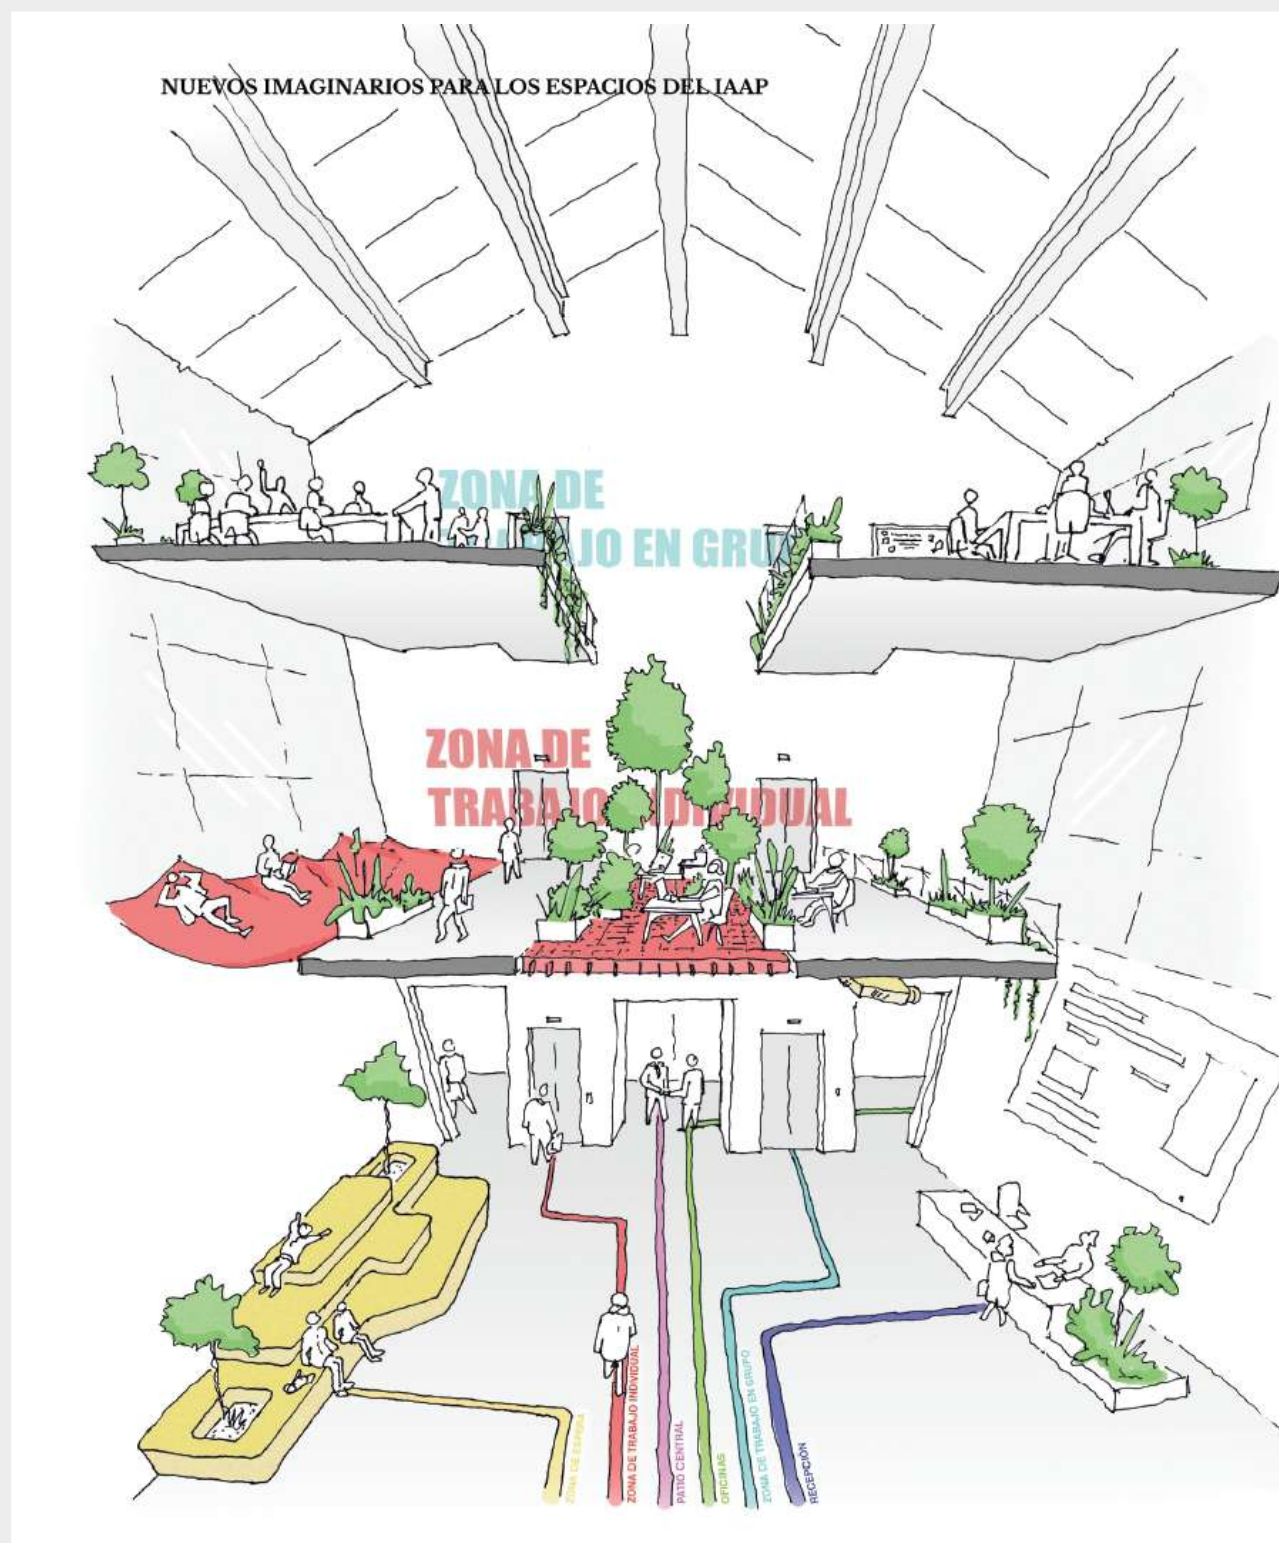 NUEVOS IMAGINARIOS PARA LOS ESPACIOS DEL IAAP
ZONA DE
TRABAJO EN GRUPO
ZONA DE
TRABAJO INDIVIDUAL
ZONA DE ESPERA
ZONA DE TRABAJO INDIVIDUAL
PATIO CENTRAL
OFICINAS
ZONA DE TRABAJO EN GRUPO
RECEPCIÓN